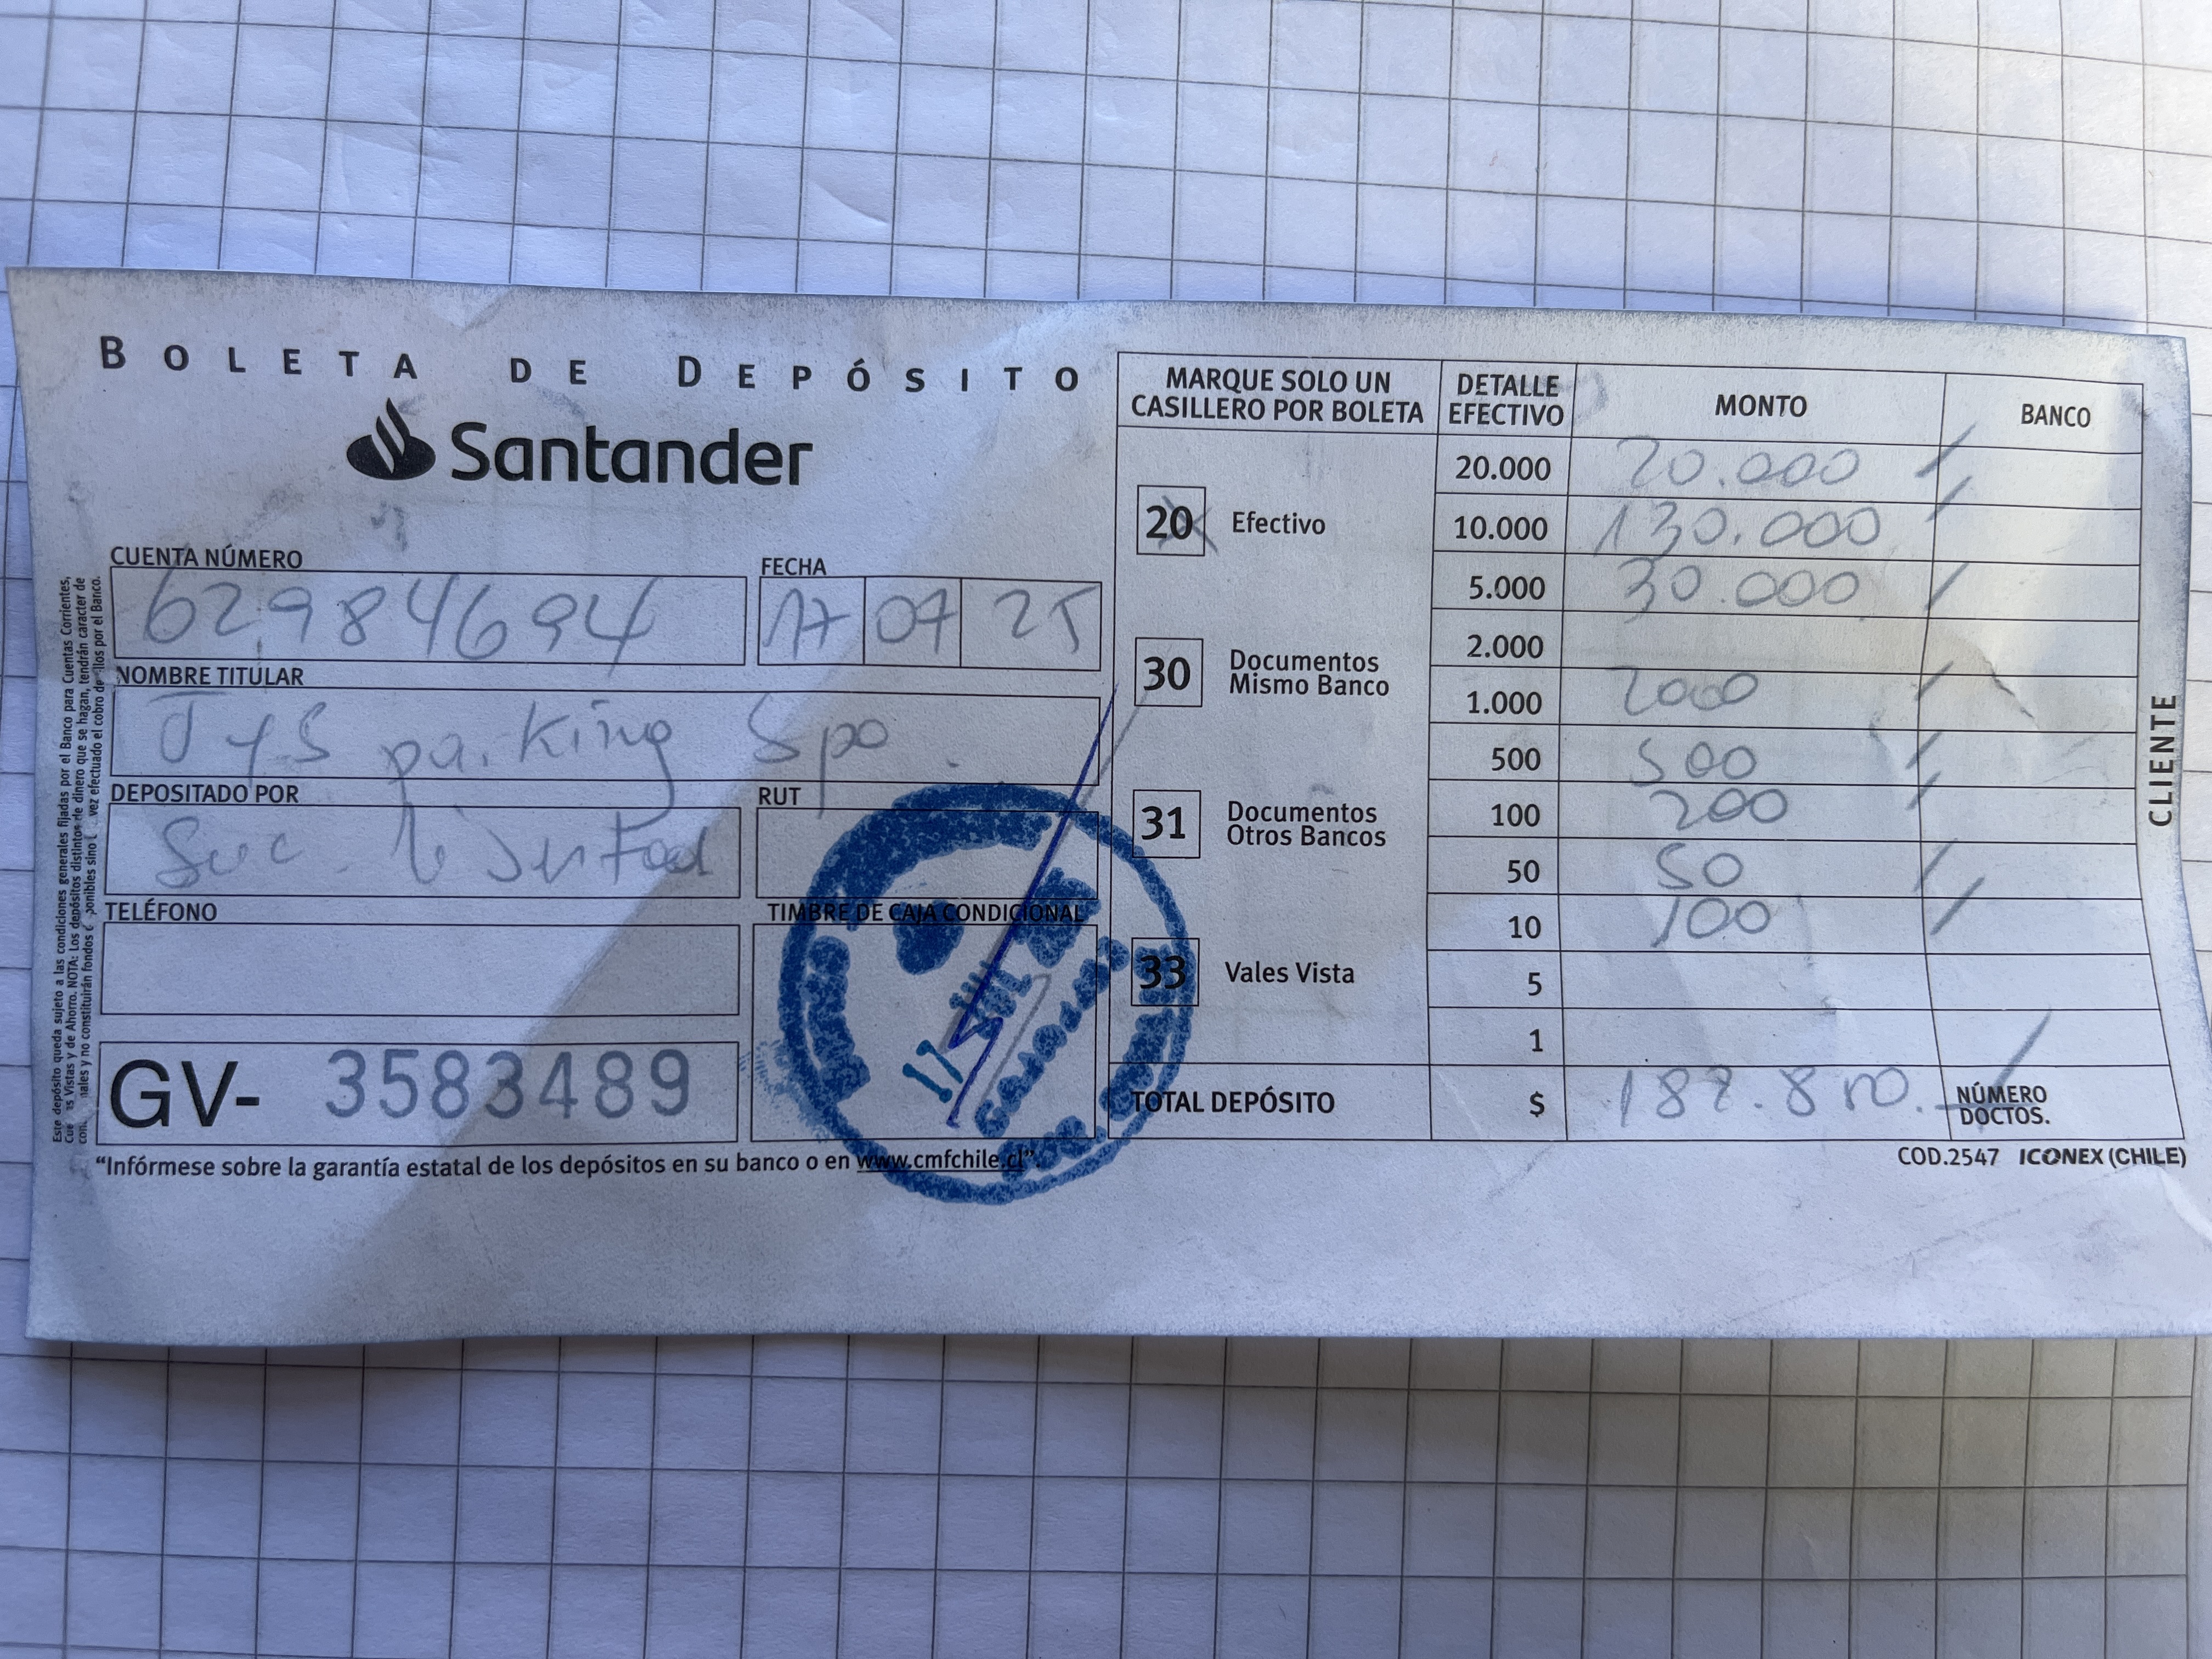 BOLETA DE DEPÓSITO
Santander
CUENTA NÚMERO
62984694
FECHA
17 07 25
NOMBRE TITULAR
JyS parking Spa.
DEPOSITADO POR
Suc.
RUT
TELÉFONO
TIMBRE DE CAJA CONDICIONAL
17 JUL
GV- 3583489
"Infórmese sobre la garantía estatal de los depósitos en su banco o en www.cmfchile.cl".
MARQUE SOLO UN
CASILLERO POR BOLETA
20 Efectivo
30 Documentos
Mismo Banco
31 Documentos
Otros Bancos
33 Vales Vista
DETALLE
EFECTIVO
MONTO
BANCO
20.000 20.000
10.000 130.000
5.000 30.000
2.000
1.000 2000
500 500
100 200
50 50
10 100
5
1
TOTAL DEPÓSITO $
NÚMERO
DOCTOS.
CLIENTE
COD.2547 ICONEX (CHILE)